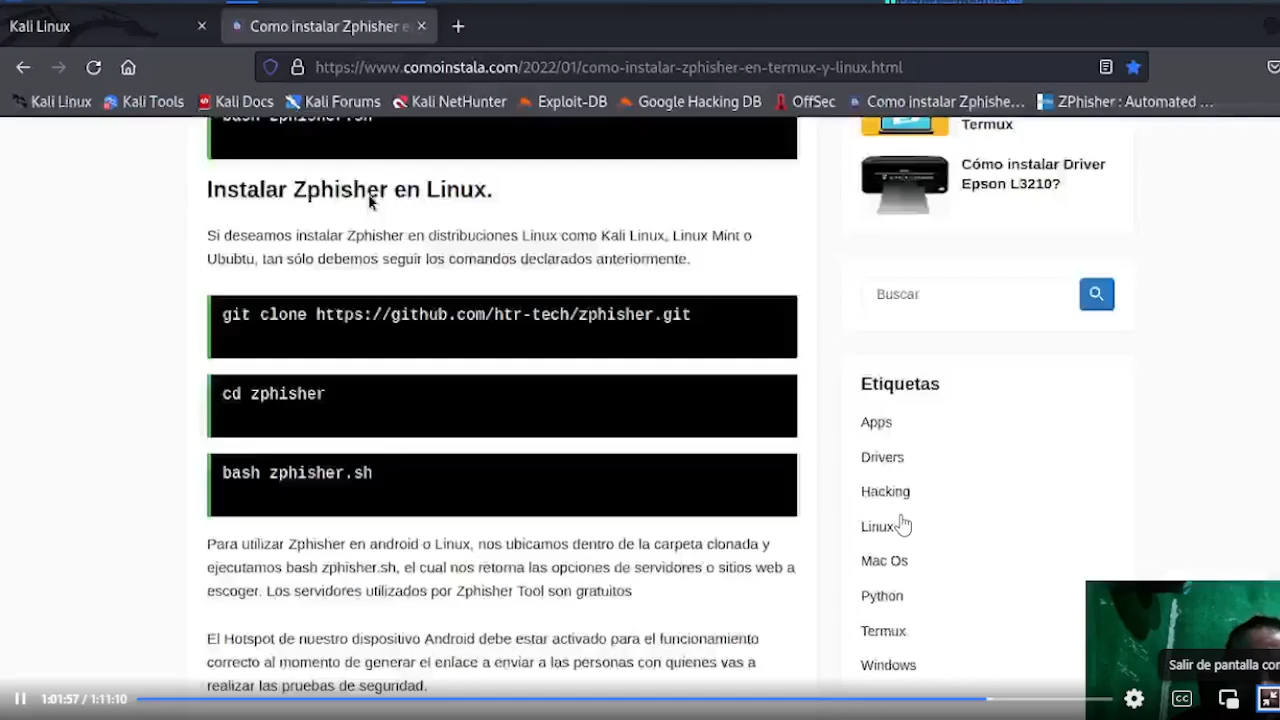 Kali Linux
Como instalar Zphisher e
https://www.comoinstala.com/2022/01/como-instalar-zphisher-en-termux-y-linux.html
Kali Linux
Kali Tools
Kali Docs
Kali Forums
Kali NetHunter
Exploit-DB
Google Hacking DB
OffSec
Como instalar Zphishe...
ZPhisher : Automated ...
bash zphisher.sh
Instalar Zphisher en Linux.
Si deseamos instalar Zphisher en distribuciones Linux como Kali Linux, Linux Mint o
Ububtu, tan sólo debemos seguir los comandos declarados anteriormente.
git clone https://github.com/htr-tech/zphisher.git
cd zphisher
bash zphisher.sh
Para utilizar Zphisher en android o Linux, nos ubicamos dentro de la carpeta clonada y
ejecutamos bash zphisher.sh, el cual nos retorna las opciones de servidores o sitios web a
escoger. Los servidores utilizados por Zphisher Tool son gratuitos
El Hotspot de nuestro dispositivo Android debe estar activado para el funcionamiento
correcto al momento de generar el enlace a enviar a las personas con quienes vas a
realizar las pruebas de seguridad.
Termux
Cómo instalar Driver
Epson L3210?
Buscar
Etiquetas
Apps
Drivers
Hacking
Linux
Mac Os
Python
Termux
Windows
Salir de pantalla con
1:01:57 / 1:11:10
CC